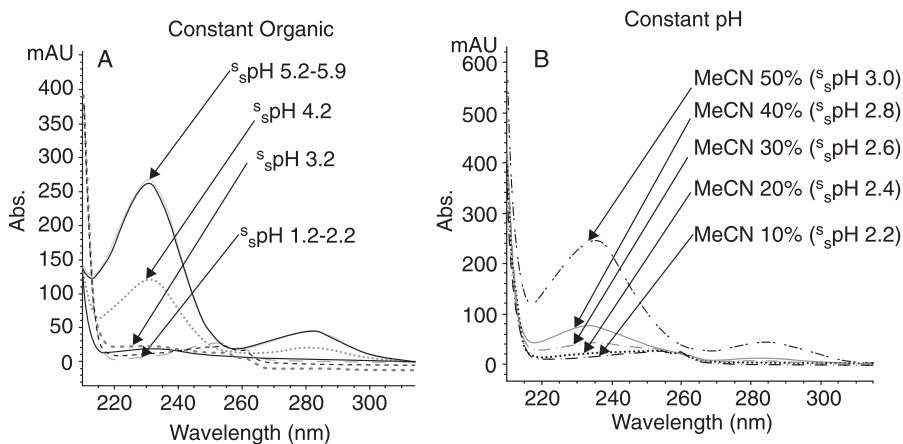 Constant Organic
mAU
A
400
350
300
250
200
150
100
50
0
Abs.
ˢₛpH 5.2-5.9
ˢₛpH 4.2
ˢₛpH 3.2
ˢₛpH 1.2-2.2
220 240 260 280 300
Wavelength (nm)
Constant pH
mAU
B
600
500
400
300
200
100
0
Abs.
MeCN 50% (ˢₛpH 3.0)
MeCN 40% (ˢₛpH 2.8)
MeCN 30% (ˢₛpH 2.6)
MeCN 20% (ˢₛpH 2.4)
MeCN 10% (ˢₛpH 2.2)
220 240 260 280 300
Wavelength (nm)